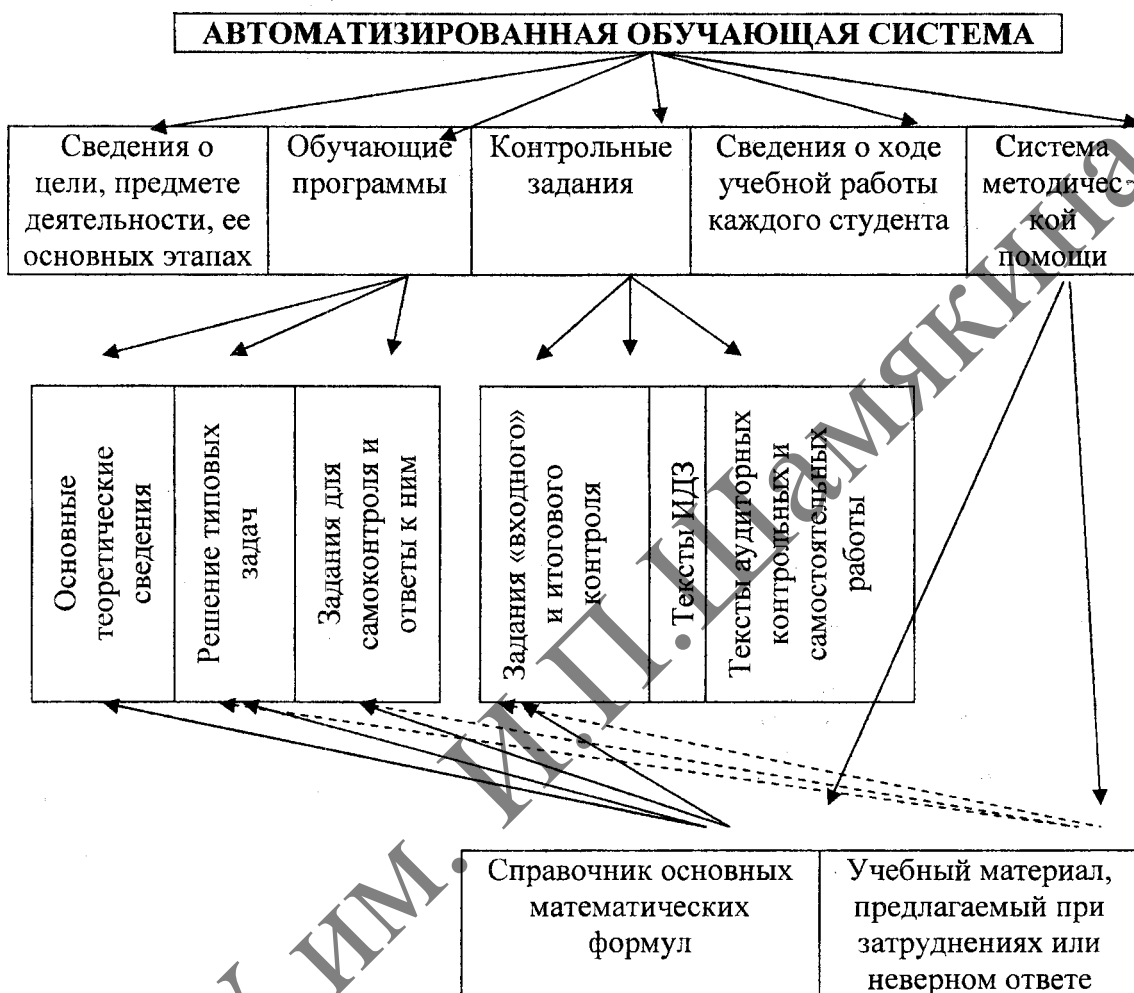 АВТОМАТИЗИРОВАННАЯ ОБУЧАЮЩАЯ СИСТЕМА
Сведения о
цели, предмете
деятельности, ее
основных этапах
Обучающие
программы
Контрольные
задания
Сведения о ходе
учебной работы
каждого студента
Система
методичес-
кой
помощи
Основные
теоретические
сведения
Решение типовых
задач
Задания для
самоконтроля и
ответы к ним
Задания «входного»
и итогового
контроля
Тексты ИДЗ
Тексты аудиторных
контрольных и
самостоятельных
работы
Справочник основных
математических
формул
Учебный материал,
предлагаемый при
затруднениях или
неверном ответе
им. И.П.Шамякина